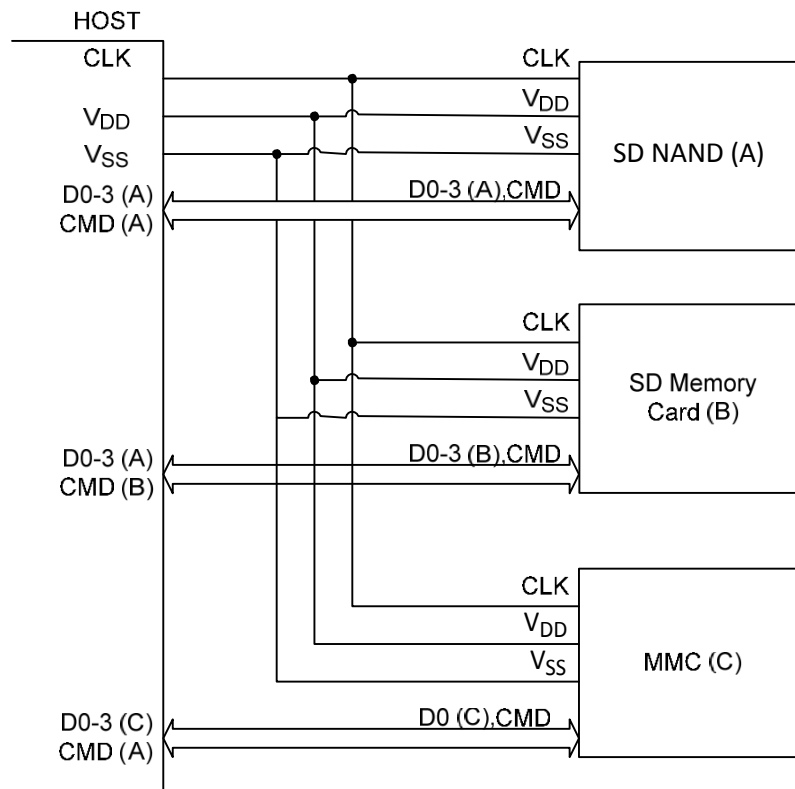 HOST
CLK
CLK
VDD
VDD
VSS
VSS
SD NAND (A)
D0-3 (A)
CMD (A)
D0-3 (A),CMD
CLK
VDD
VSS
SD Memory
Card (B)
D0-3 (A)
CMD (B)
D0-3 (B),CMD
CLK
VDD
VSS
MMC (C)
D0-3 (C)
CMD (A)
D0 (C),CMD